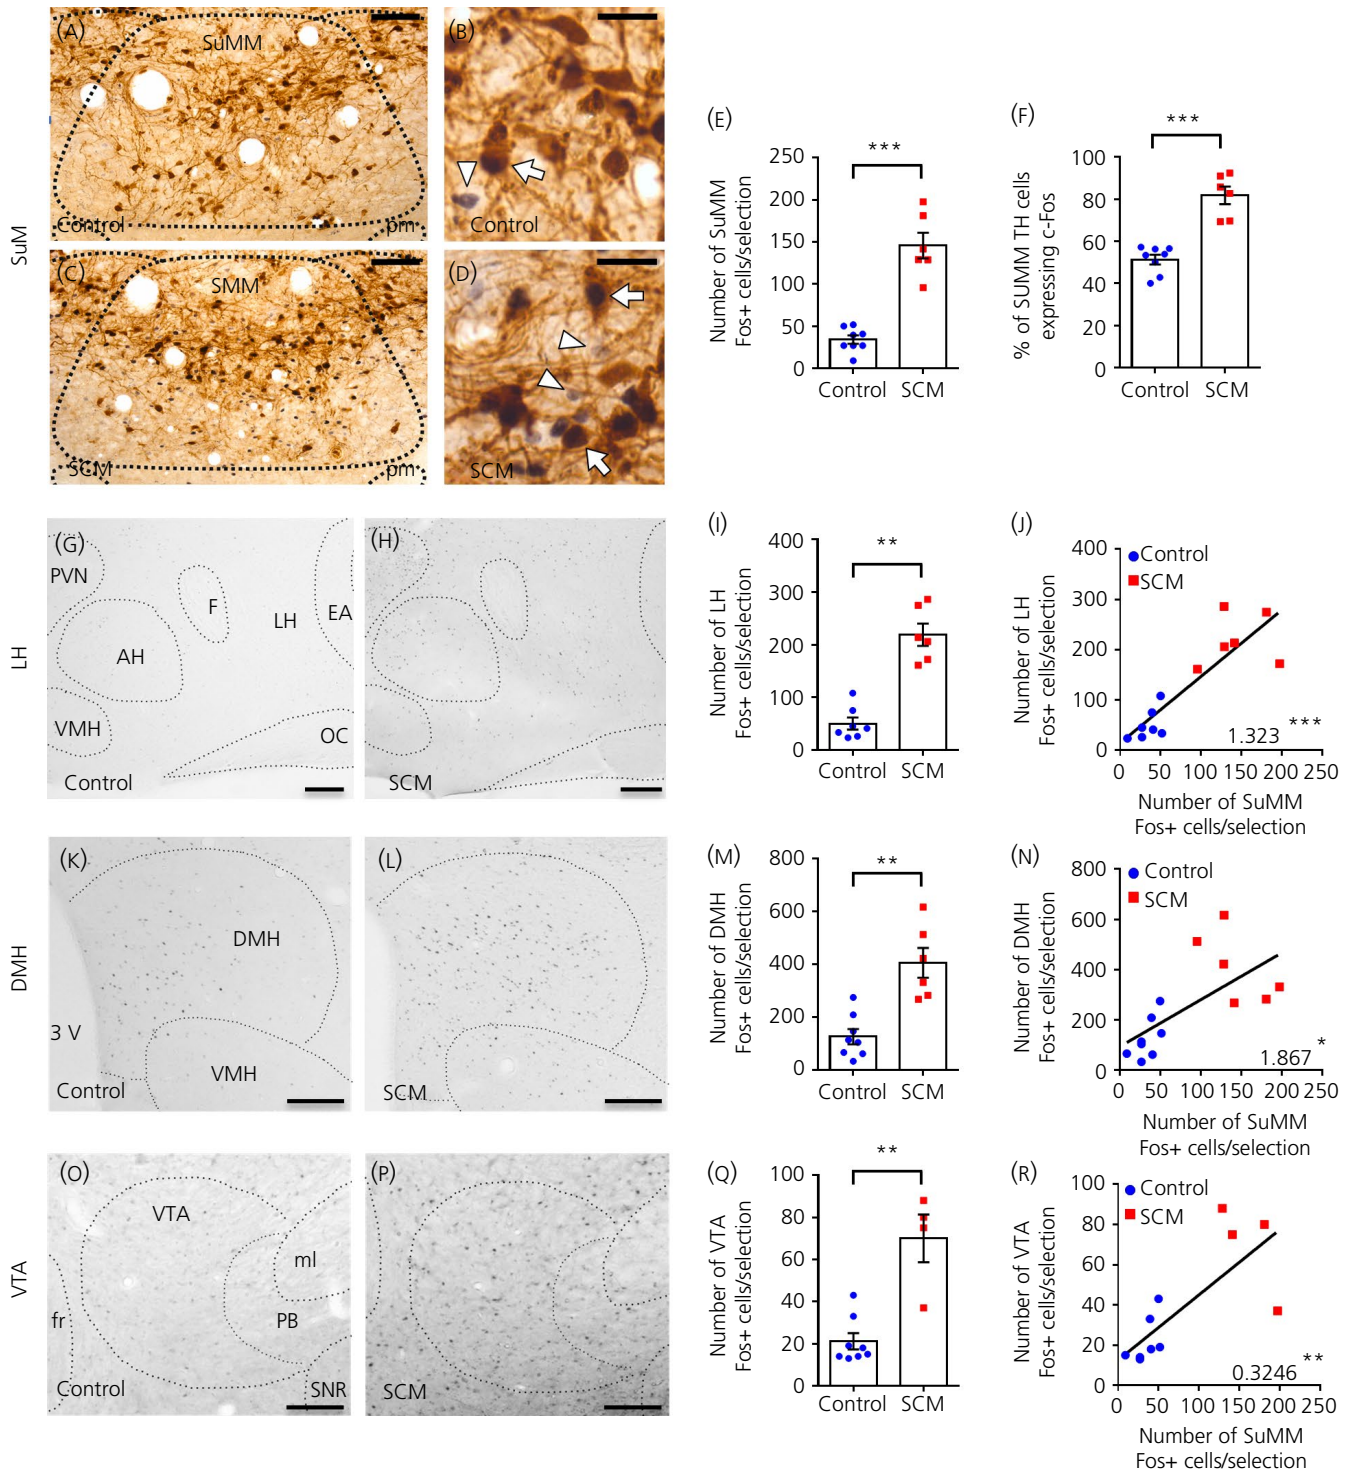 SuM
(A)
SuMM
Control
pm
(B)
Control
(C)
SMM
SCM
pm
(D)
SCM
(E)
***
Number of SuMM
Fos+ cells/selection
250
200
150
100
50
0
Control SCM
(F)
***
% of SUMM TH cells
expressing c-Fos
100
80
60
40
20
0
Control SCM
LH
(G)
PVN
F
LH
EA
AH
VMH
OC
Control
(H)
SCM
(I)
**
Number of LH
Fos+ cells/selection
400
300
200
100
0
Control SCM
(J)
Control
SCM
Number of LH
Fos+ cells/selection
400
300
200
100
0
1.323 ***
0 50 100 150 200 250
Number of SuMM
Fos+ cells/selection
DMH
(K)
DMH
3 V
VMH
Control
(L)
SCM
(M)
**
Number of DMH
Fos+ cells/selection
800
600
400
200
0
Control SCM
(N)
Control
SCM
Number of DMH
Fos+ cells/selection
800
600
400
200
0
1.867 *
0 50 100 150 200 250
Number of SuMM
Fos+ cells/selection
VTA
(O)
VTA
ml
fr
PB
Control
SNR
(P)
SCM
(Q)
**
Number of VTA
Fos+ cells/selection
100
80
60
40
20
0
Control SCM
(R)
Control
SCM
Number of VTA
Fos+ cells/selection
100
80
60
40
20
0
0.3246 **
0 50 100 150 200 250
Number of SuMM
Fos+ cells/selection